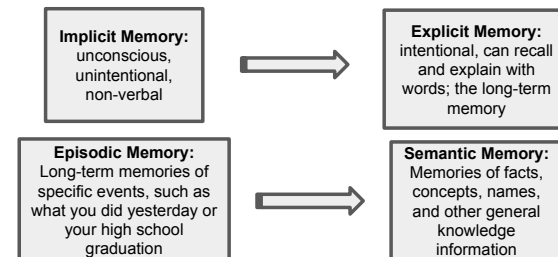 Implicit Memory:
unconscious,
unintentional,
non-verbal
Explicit Memory:
intentional, can recall
and explain with
words; the long-term
memory
Episodic Memory:
Long-term memories of
specific events, such as
what you did yesterday or
your high school
graduation
Semantic Memory:
Memories of facts,
concepts, names,
and other general
knowledge
information